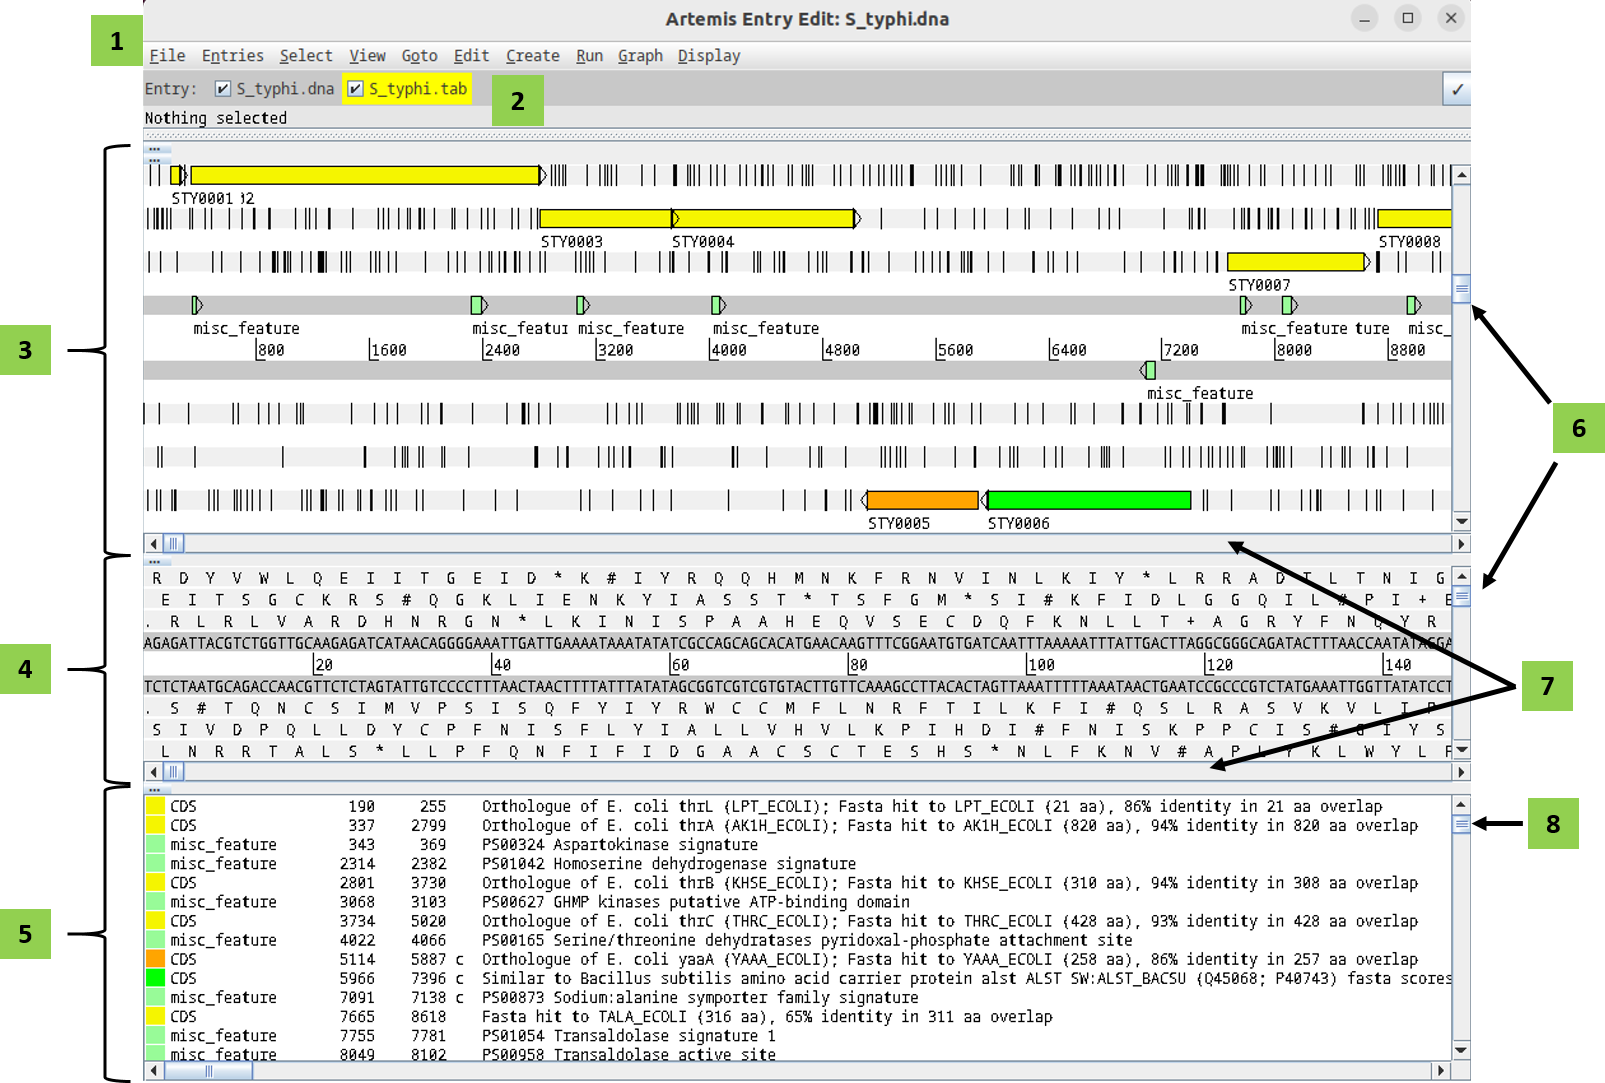 Artemis Entry Edit: S_typhi.dna
1
File Entries Select View Goto Edit Create Run Graph Display
Entry: S_typhi.dna S_typhi.tab
2
Nothing selected
STY0001 32
STY0003 STY0004 STY0008
STY0007
misc_feature misc_featur misc_feature misc_feature misc_feature ture misc_
3
800 1600 2400 3200 4000 4800 5600 6400 7200 8000 8800
misc_feature
6
STY0005 STY0006
R D Y V W L Q E I I T G E I D * K # I Y R Q Q H M N K F R N V I N L K I Y * L R R A D T L T N I G
E I T S G C K R S # Q G K L I E N K Y I A S S T * T S F G M * S I # K F I D L G G Q I L # P I + E
. R L R L V A R D H N R G N * L K I N I S P A A H E Q V S E C D Q F K N L L T + A G R Y F N Q Y R
AGAGATTACGTCTGGTTGCAAGAGATCATAACAGGGGAAATTGATTGAAAATAAATATATCGCCAGCAGCACATGAACAAGTTTCGGAATGTGATCAATTTAAAAATTTATTGACTTAGGCGGGCAGATACTTTAACCAATATAGGA
4
20 40 60 80 100 120 140
7
TCTCTAATGCAGACCAACGTTCTCTAGTATTGTCCCCTTTAACTAACTTTTATTTATATAGCGGTCGTCGTGTACTTGTTCAAAGCCTTACACTAGTTAAATTTTTAAATAACTGAATCCGCCCGTCTATGAAATTGGTTATATCCT
. S # T Q N C S I M V P S I S Q F Y I Y R W C C M F L N R F T I L K F I # Q S L R A S V K V L I P
S I V D P Q L L D Y C P F N I S F L Y I A L L V H V L K P I H D I # F N I S K P P C I S # G I Y S
L N R R T A L S * L L P F Q N F I F I D G A A C S C T E S H S * N L F K N V # A P L Y K L W Y L F
CDS 190 255 Orthologue of E. coli thrL (LPT_ECOLI); Fasta hit to LPT_ECOLI (21 aa), 86% identity in 21 aa overlap
8
CDS 337 2799 Orthologue of E. coli thrA (AK1H_ECOLI); Fasta hit to AK1H_ECOLI (820 aa), 94% identity in 820 aa overlap
misc_feature 343 369 PS00324 Aspartokinase signature
misc_feature 2314 2382 PS01042 Homoserine dehydrogenase signature
CDS 2801 3730 Orthologue of E. coli thrB (KHSE_ECOLI); Fasta hit to KHSE_ECOLI (310 aa), 94% identity in 308 aa overlap
misc_feature 3068 3103 PS00627 GHMP kinases putative ATP-binding domain
CDS 3734 5020 Orthologue of E. coli thrC (THRC_ECOLI); Fasta hit to THRC_ECOLI (428 aa), 93% identity in 428 aa overlap
5
misc_feature 4022 4066 PS00165 Serine/threonine dehydratases pyridoxal-phosphate attachment site
CDS 5114 5887 c Orthologue of E. coli yaaA (YAAA_ECOLI); Fasta hit to YAAA_ECOLI (258 aa), 86% identity in 257 aa overlap
CDS 5966 7396 c Similar to Bacillus subtilis amino acid carrier protein alst ALST SW:ALST_BACSU (Q45068; P40743) fasta scores
misc_feature 7091 7138 c PS00873 Sodium:alanine symporter family signature
CDS 7665 8618 Fasta hit to TALA_ECOLI (316 aa), 65% identity in 311 aa overlap
misc_feature 7755 7781 PS01054 Transaldolase signature 1
misc_feature 8049 8102 PS00958 Transaldolase active site